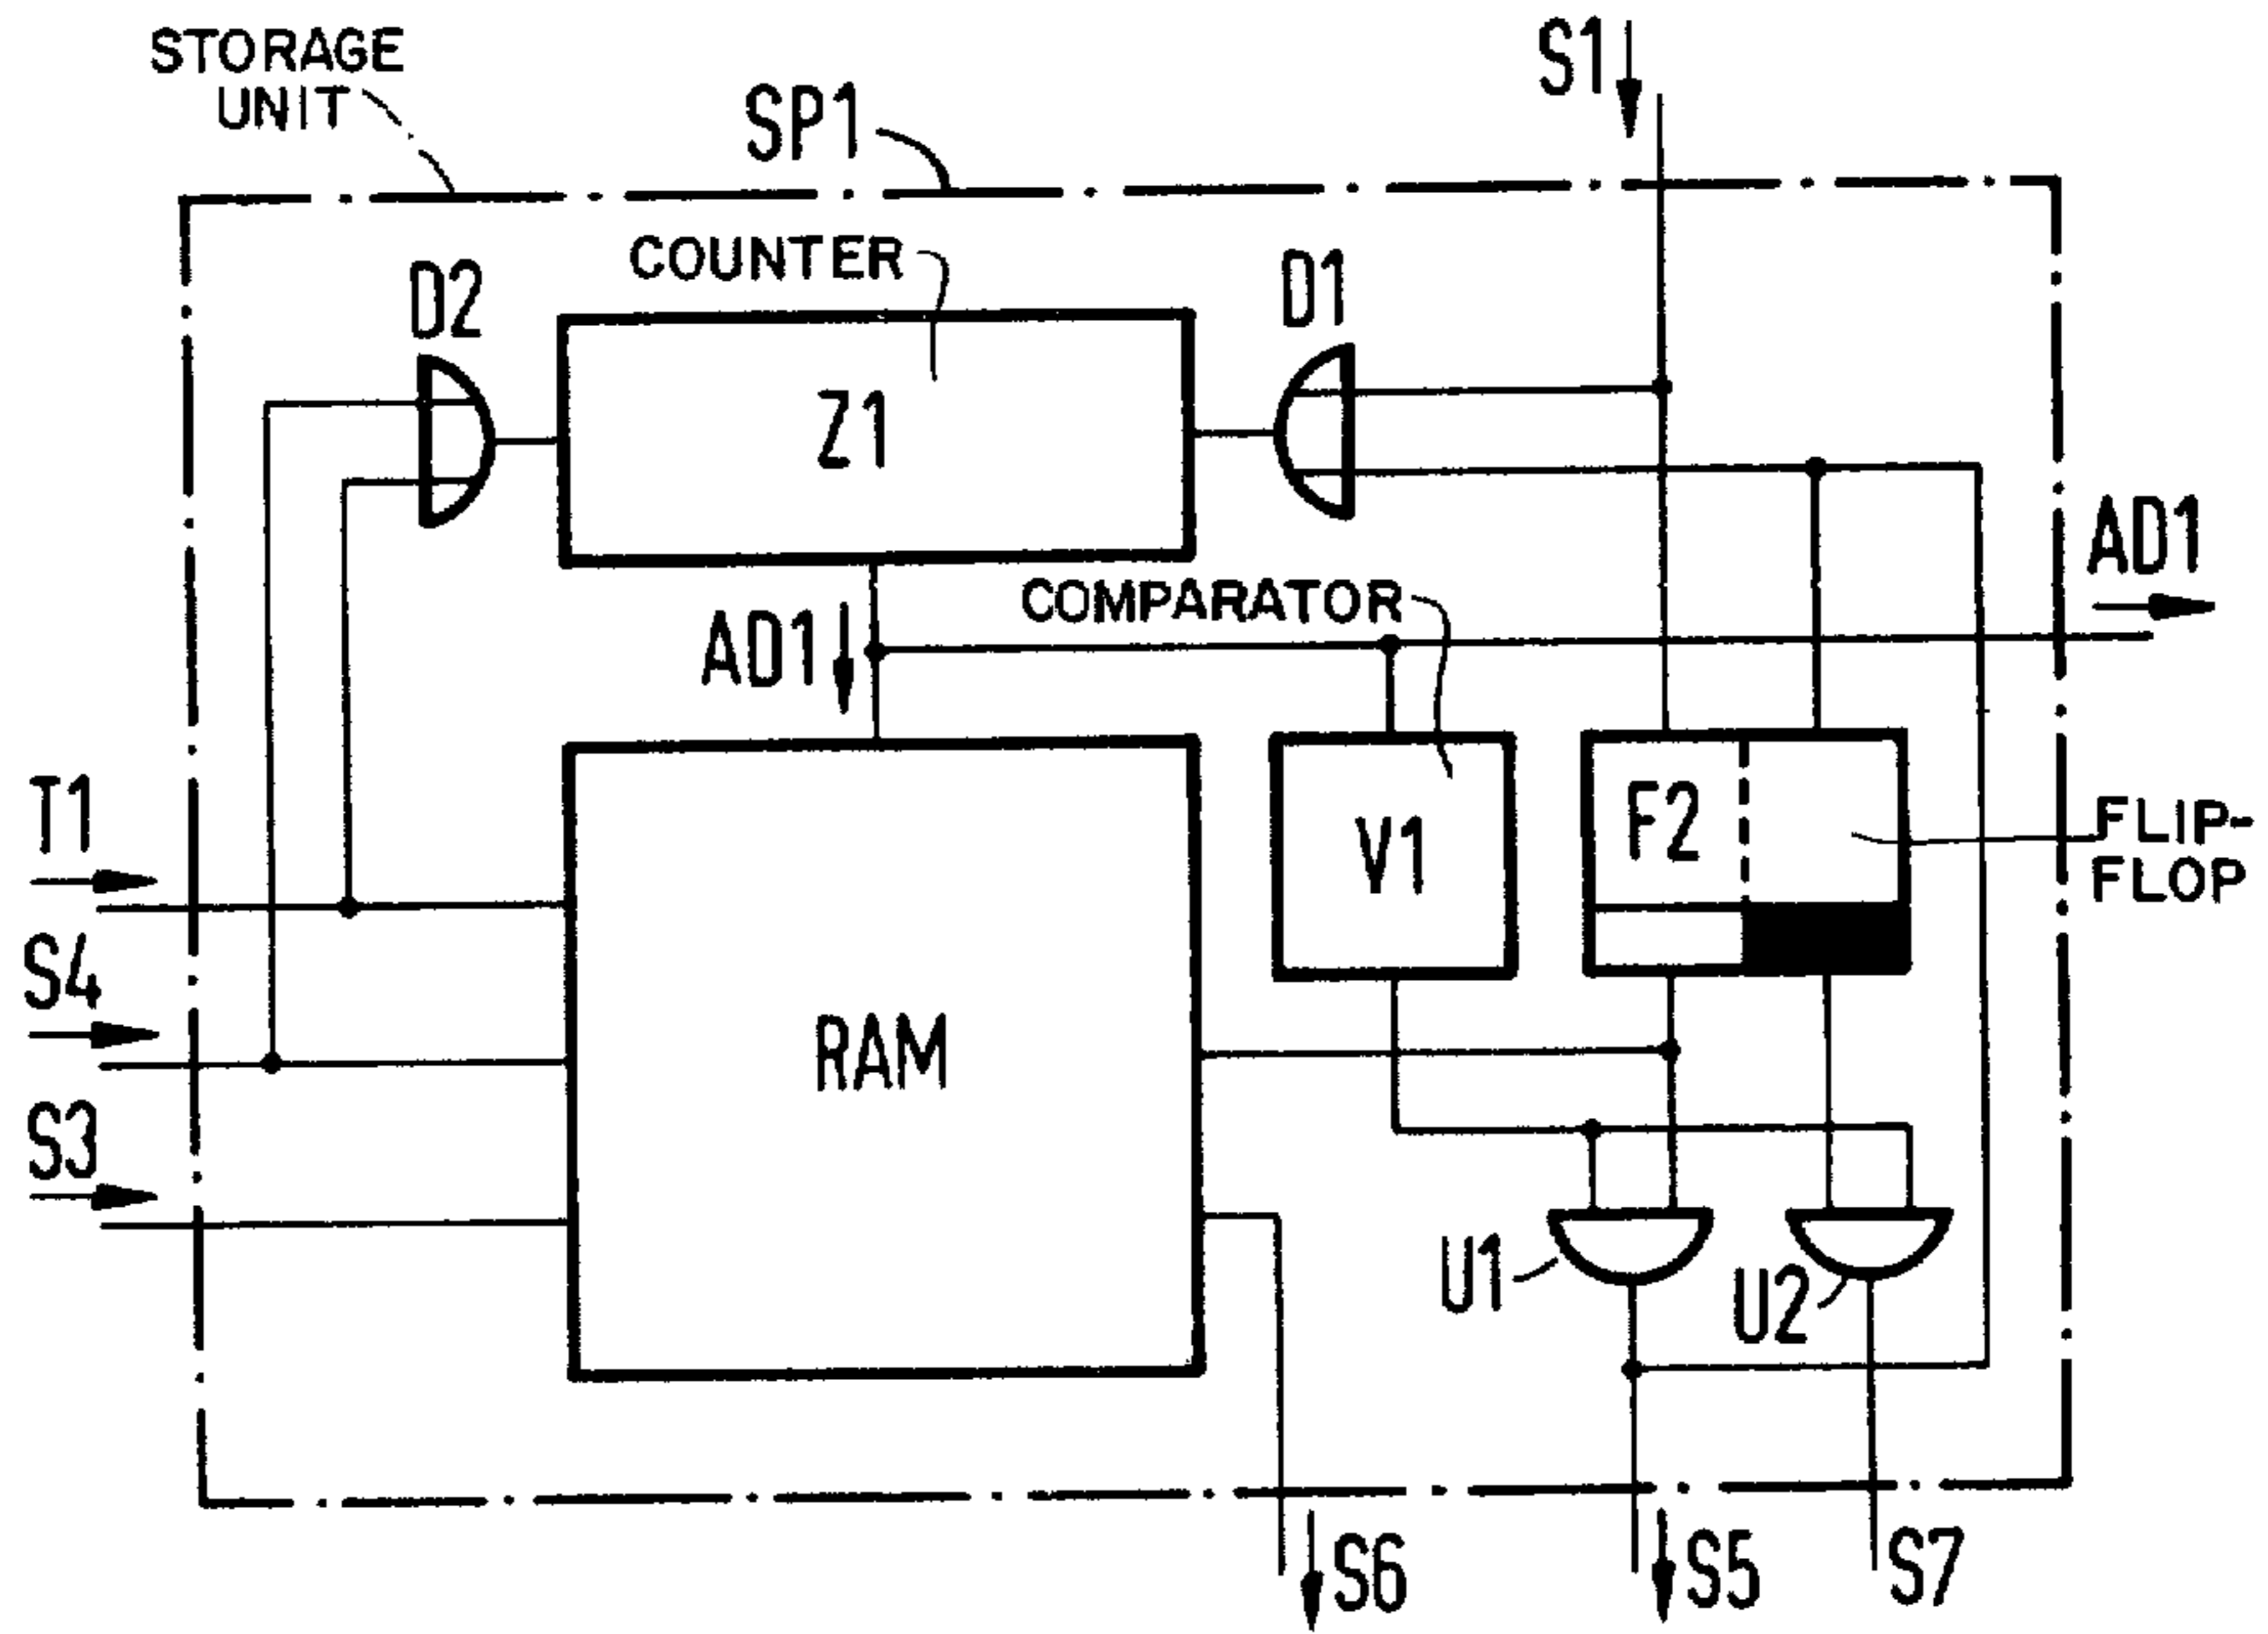 STORAGE
UNIT
SP1
S1
COUNTER
D2
D1
Z1
AD1
COMPARATOR
AD1
T1
F2
V1
FLIP-
FLOP
S4
RAM
S3
U1
U2
S6
S5
S7